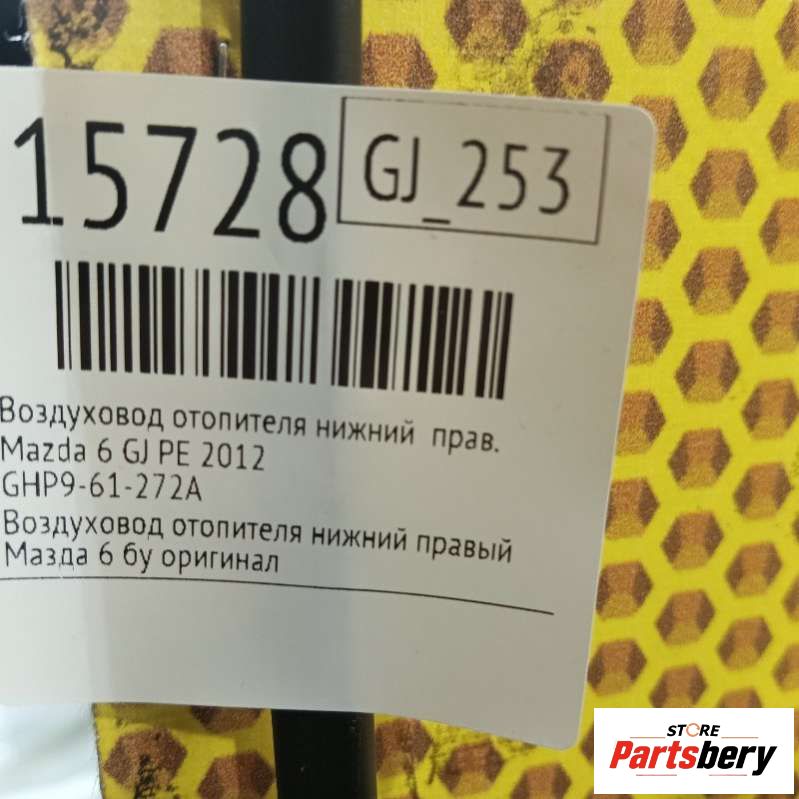 15728
GJ_253
Воздуховод отопителя нижний прав.
Mazda 6 GJ PE 2012
GHP9-61-272A
Воздуховод отопителя нижний правый
Мазда 6 бу оригинал
STORE
Partsbery